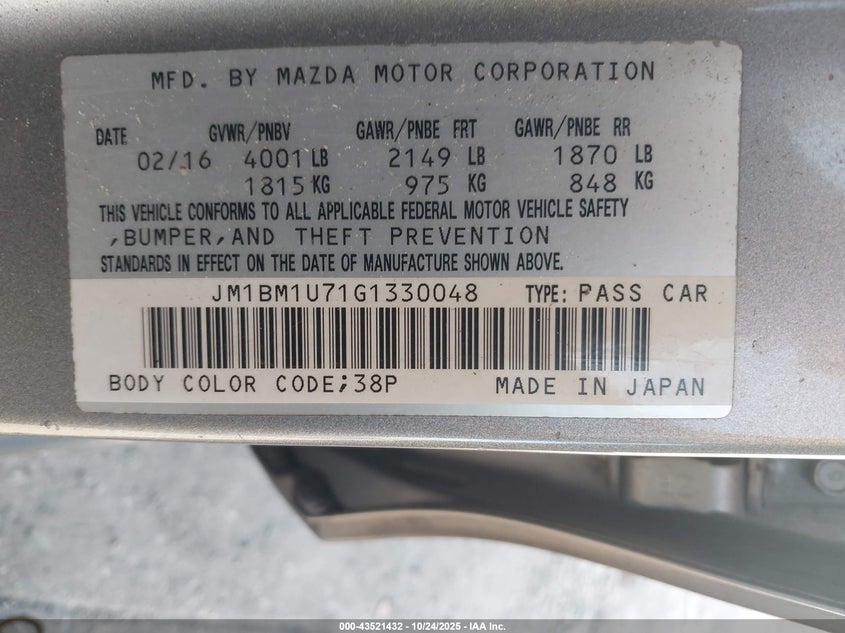 MFD. BY MAZDA MOTOR CORPORATION
DATE GVWR/PNBV GAWR/PNBE FRT GAWR/PNBE RR
02/16 4001 LB 2149 LB 1870 LB
1815 KG 975 KG 848 KG
THIS VEHICLE CONFORMS TO ALL APPLICABLE FEDERAL MOTOR VEHICLE SAFETY
,BUMPER,AND THEFT PREVENTION
STANDARDS IN EFFECT ON THE DATE OF MANUFACTURE SHOWN ABOVE.
JM1BM1U71G1330048 TYPE: PASS CAR
BODY COLOR CODE;38P MADE IN JAPAN
000-43521432 - 10/24/2025 - IAA Inc.